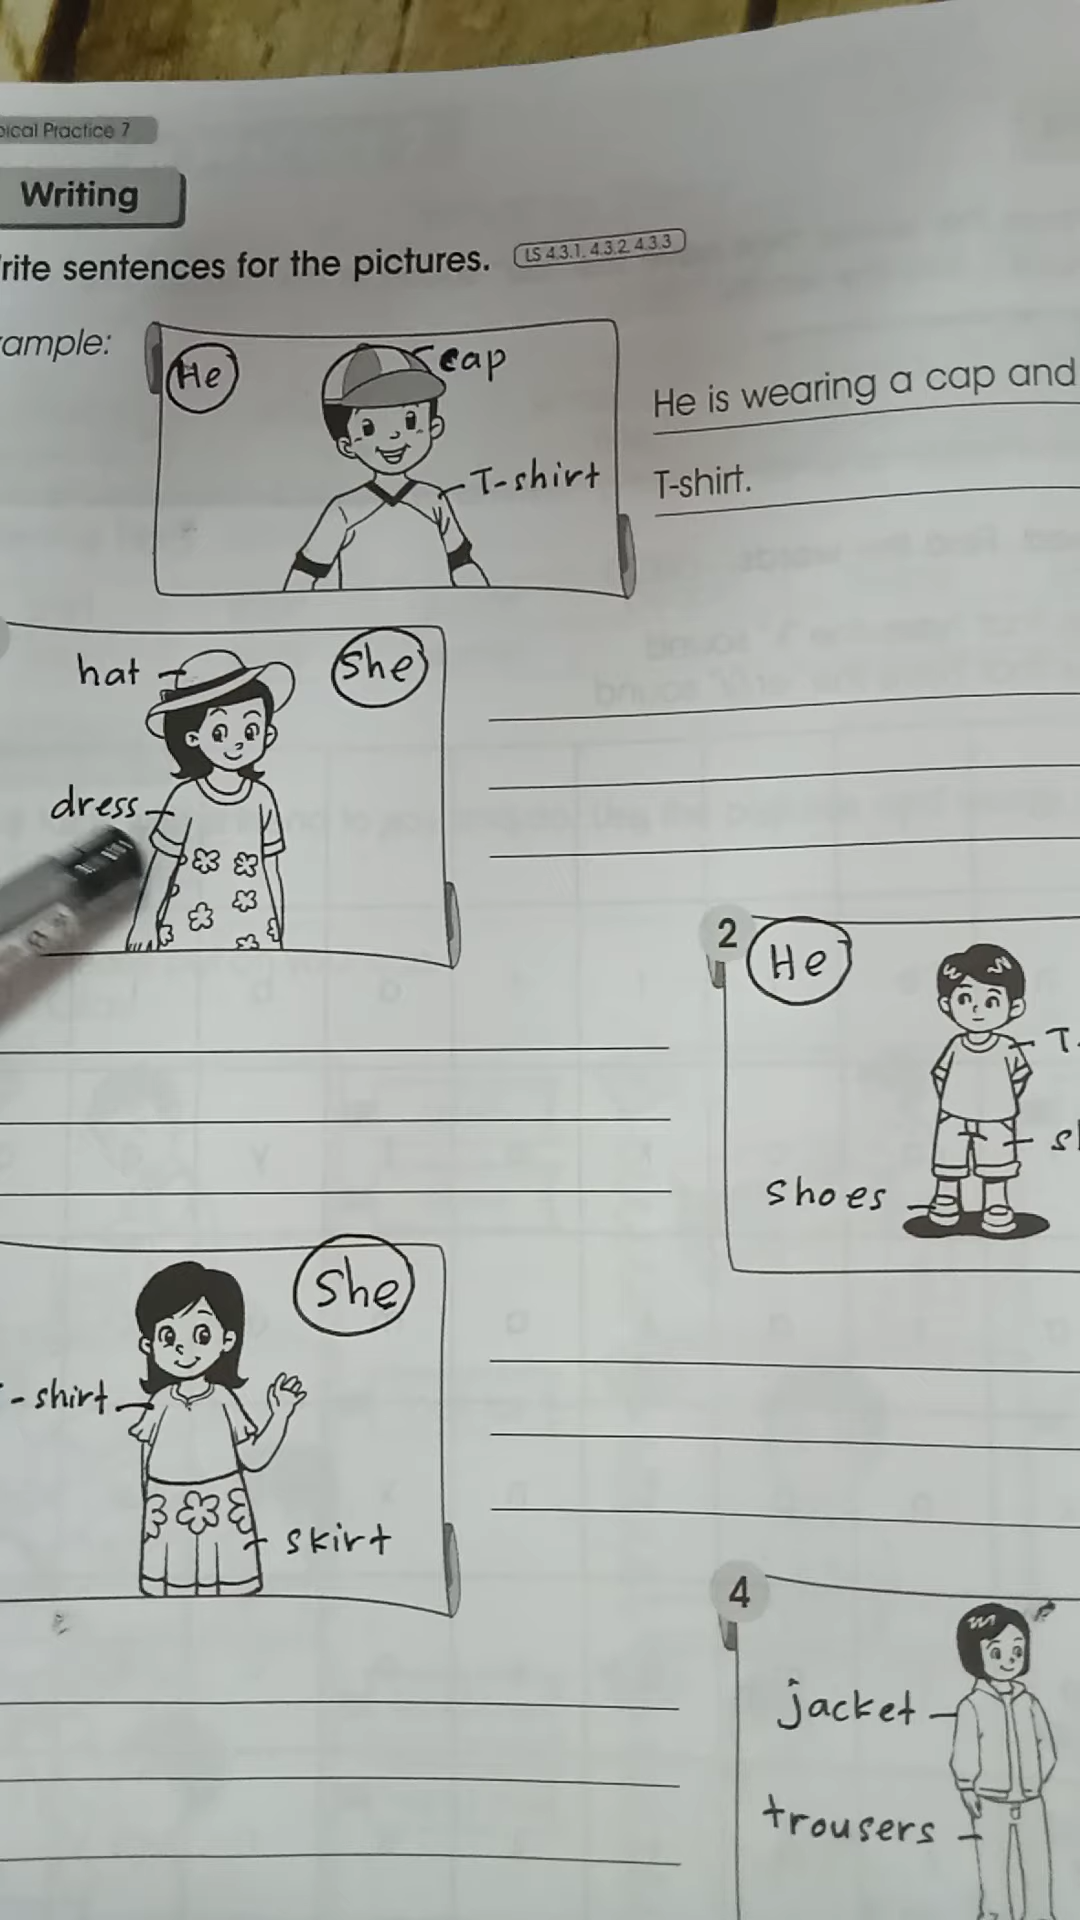 pical Practice 7
Writing
rite sentences for the pictures. LS 4.3.1, 4.3.2, 4.3.3
ample:
He
cap
T-shirt
He is wearing a cap and
T-shirt.
hat
she
dress
2
He
T-
sh
shoes
She
-shirt
skirt
4
jacket
trousers